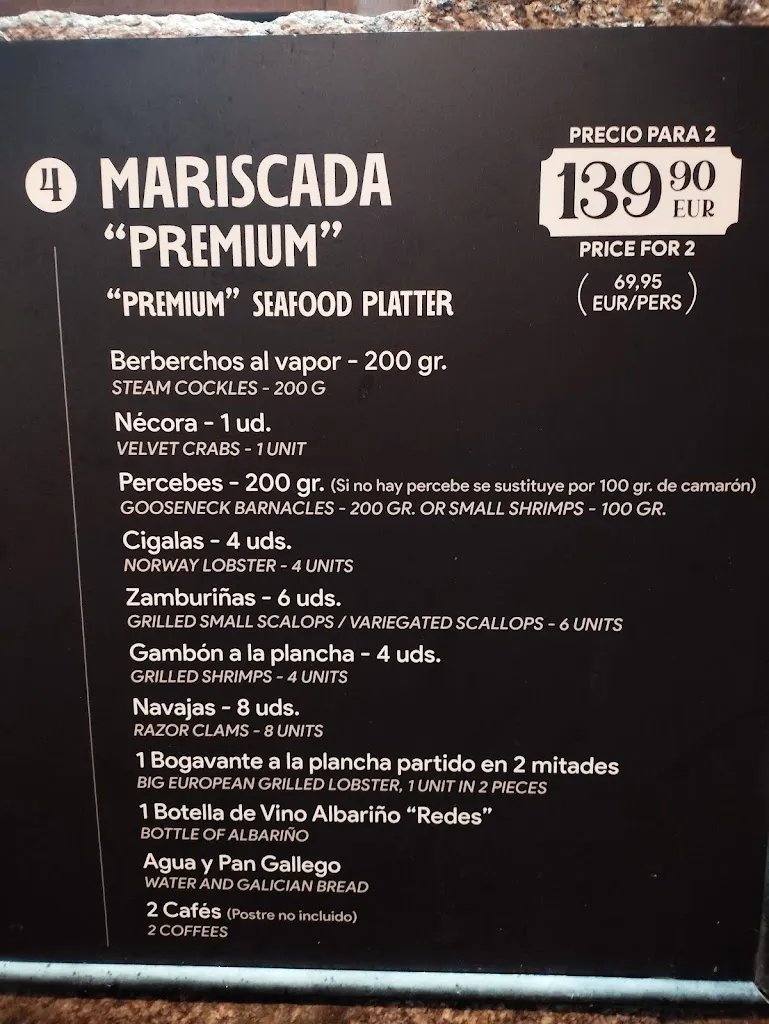 PRECIO PARA 2
4 MARISCADA
139 90 EUR
"PREMIUM"
PRICE FOR 2
"PREMIUM" SEAFOOD PLATTER
( 69,95
EUR/PERS )
Berberchos al vapor - 200 gr.
STEAM COCKLES - 200 G
Nécora - 1 ud.
VELVET CRABS - 1 UNIT
Percebes - 200 gr. (Si no hay percebe se sustituye por 100 gr. de camarón)
GOOSENECK BARNACLES - 200 GR. OR SMALL SHRIMPS - 100 GR.
Cigalas - 4 uds.
NORWAY LOBSTER - 4 UNITS
Zamburiñas - 6 uds.
GRILLED SMALL SCALOPS / VARIEGATED SCALLOPS - 6 UNITS
Gambón a la plancha - 4 uds.
GRILLED SHRIMPS - 4 UNITS
Navajas - 8 uds.
RAZOR CLAMS - 8 UNITS
1 Bogavante a la plancha partido en 2 mitades
BIG EUROPEAN GRILLED LOBSTER, 1 UNIT IN 2 PIECES
1 Botella de Vino Albariño "Redes"
BOTTLE OF ALBARIÑO
Agua y Pan Gallego
WATER AND GALICIAN BREAD
2 Cafés (Postre no incluido)
2 COFFEES